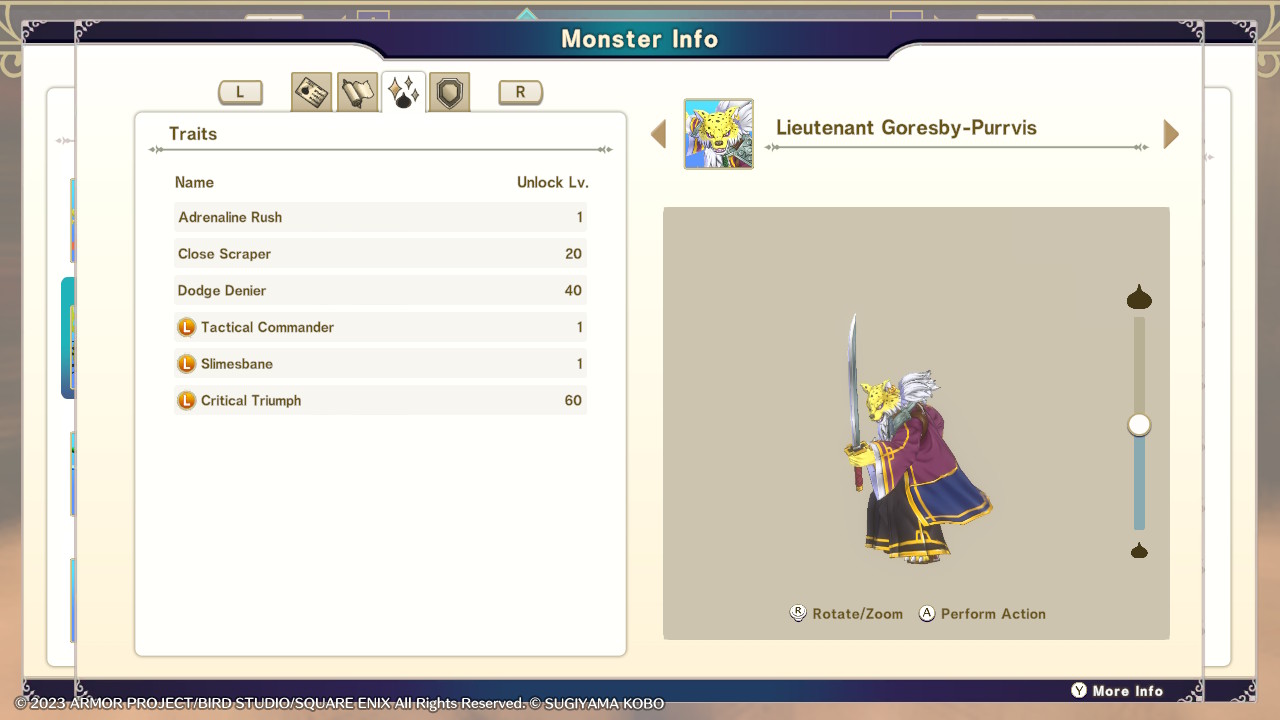 Monster Info
L
R
Traits
Name Unlock Lv.
Adrenaline Rush 1
Close Scraper 20
Dodge Denier 40
L Tactical Commander 1
L Slimesbane 1
L Critical Triumph 60
Lieutenant Goresby-Purrvis
R Rotate/Zoom A Perform Action
Y More Info
© 2023 ARMOR PROJECT/BIRD STUDIO/SQUARE ENIX All Rights Reserved. © SUGIYAMA KOBO